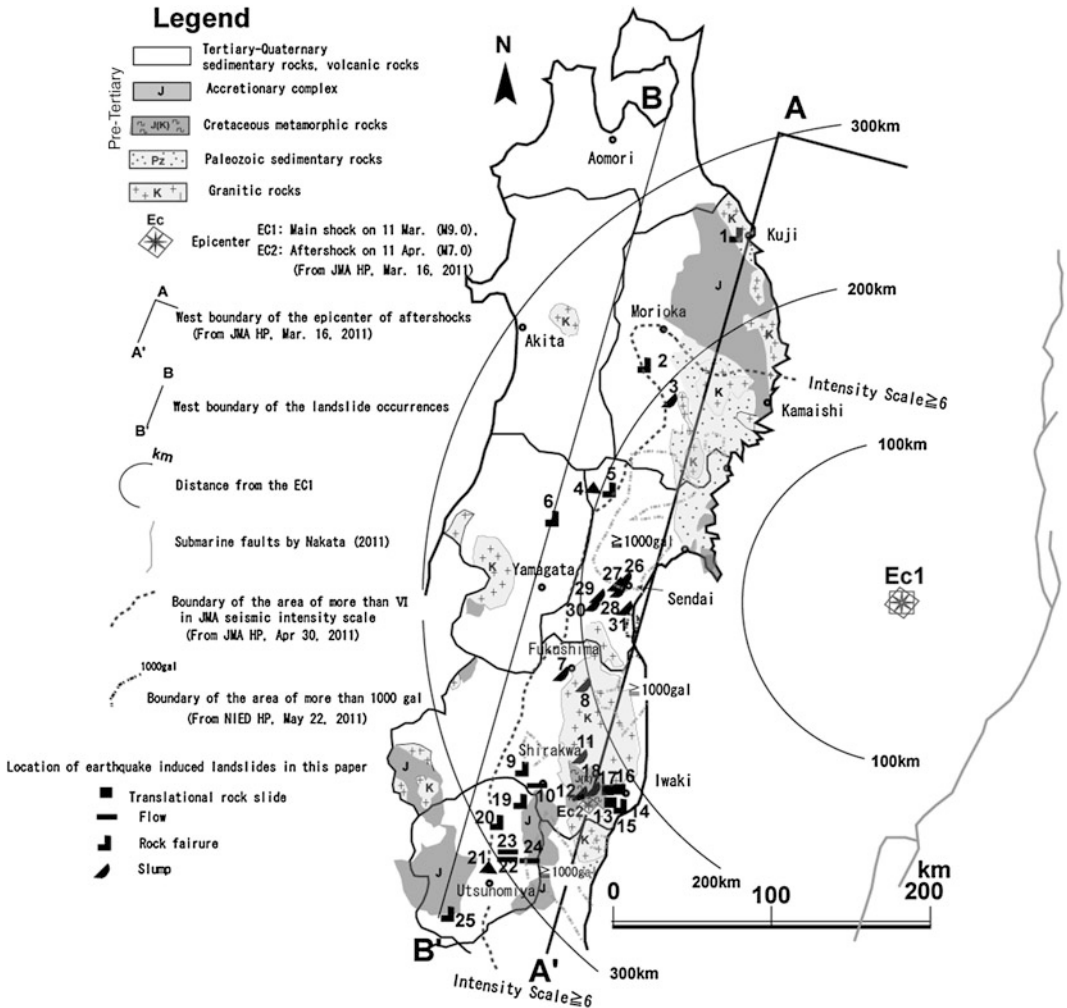 Legend
Pre-Tertiary
Tertiary-Quaternary
sedimentary rocks, volcanic rocks
J
Accretionary complex
J(K)
Cretaceous metamorphic rocks
Pz
Paleozoic sedimentary rocks
K
Granitic rocks
Ec
Epicenter
EC1: Main shock on 11 Mar. (M9.0),
EC2: Aftershock on 11 Apr. (M7.0)
(From JMA HP, Mar. 16, 2011)
A
A'
West boundary of the epicenter of aftershocks
(From JMA HP, Mar. 16, 2011)
B
B'
West boundary of the landslide occurrences
km
Distance from the EC1
Submarine faults by Nakata (2011)
Boundary of the area of more than Ⅵ
in JMA seismic intensity scale
(From JMA HP, Apr 30, 2011)
1000gal
Boundary of the area of more than 1000 gal
(From NIED HP, May 22, 2011)
Location of earthquake induced landslides in this paper
Translational rock slide
Flow
Rock fairure
Slump
N
B
A
300km
Aomori
K
1
Kuji
J
200km
Morioka
K
Akita
K
2
3
K
Intensity Scale≧6
Kamaishi
K
100km
5
4
6
≧1000gal
K
Yamagata
27
26
29
Sendai
30
28
31
Ec1
Fukushima
7
≧1000gal
8
K
Shirakwa
11
9
18
17
16
Iwaki
J
K
10
12
Ec2
13
14
15
19
20
J
23
24
K
100km
21
22
≧1000gal
J
Utsunomiya
J
25
200km
km
0
100
200
B'
A'
300km
Intensity Scale≧6